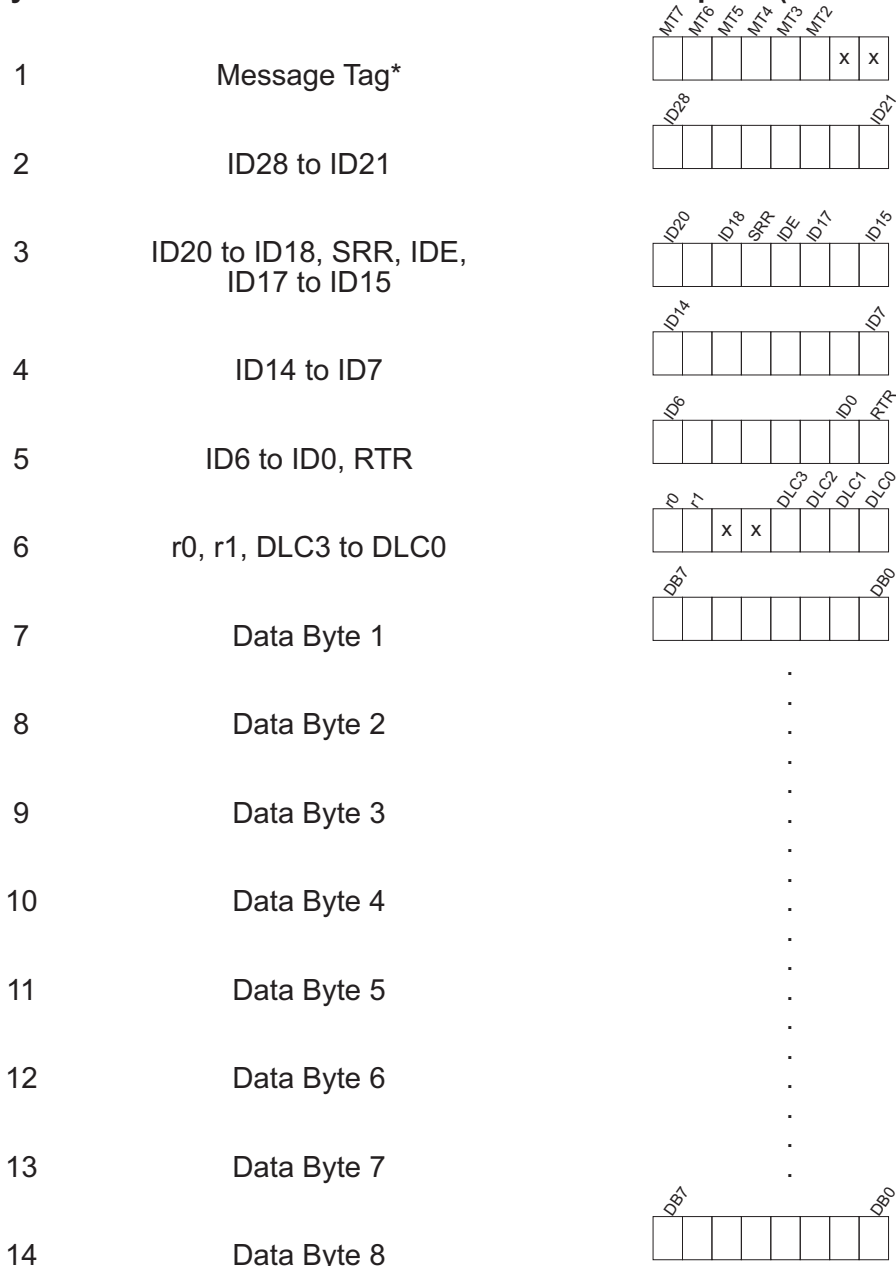 MT7 MT6 MT5 MT4 MT3 MT2
1 Message Tag* x x
ID28 ID21
2 ID28 to ID21
ID20 ID18 SRR IDE ID17 ID15
3 ID20 to ID18, SRR, IDE,
ID17 to ID15
ID14 ID7
4 ID14 to ID7
ID6 ID0 RTR
5 ID6 to ID0, RTR
r0 r1 DLC3 DLC2 DLC1 DLC0
6 r0, r1, DLC3 to DLC0 x x
DB7 DB0
7 Data Byte 1
8 Data Byte 2
9 Data Byte 3
10 Data Byte 4
11 Data Byte 5
12 Data Byte 6
13 Data Byte 7
DB7 DB0
14 Data Byte 8